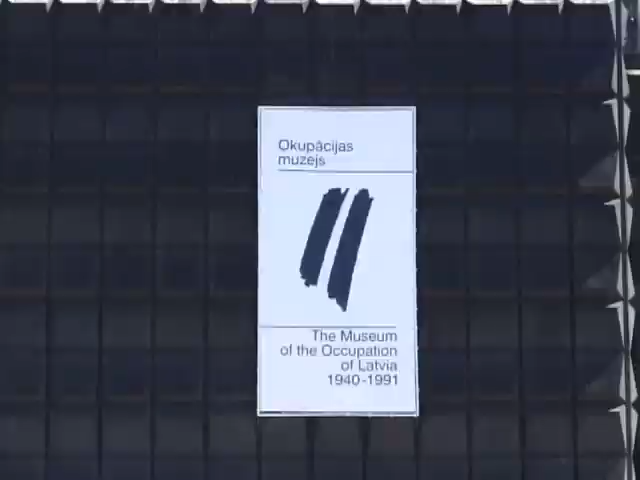 Okupācijas
muzejs
The Museum
of the Occupation
of Latvia
1940-1991